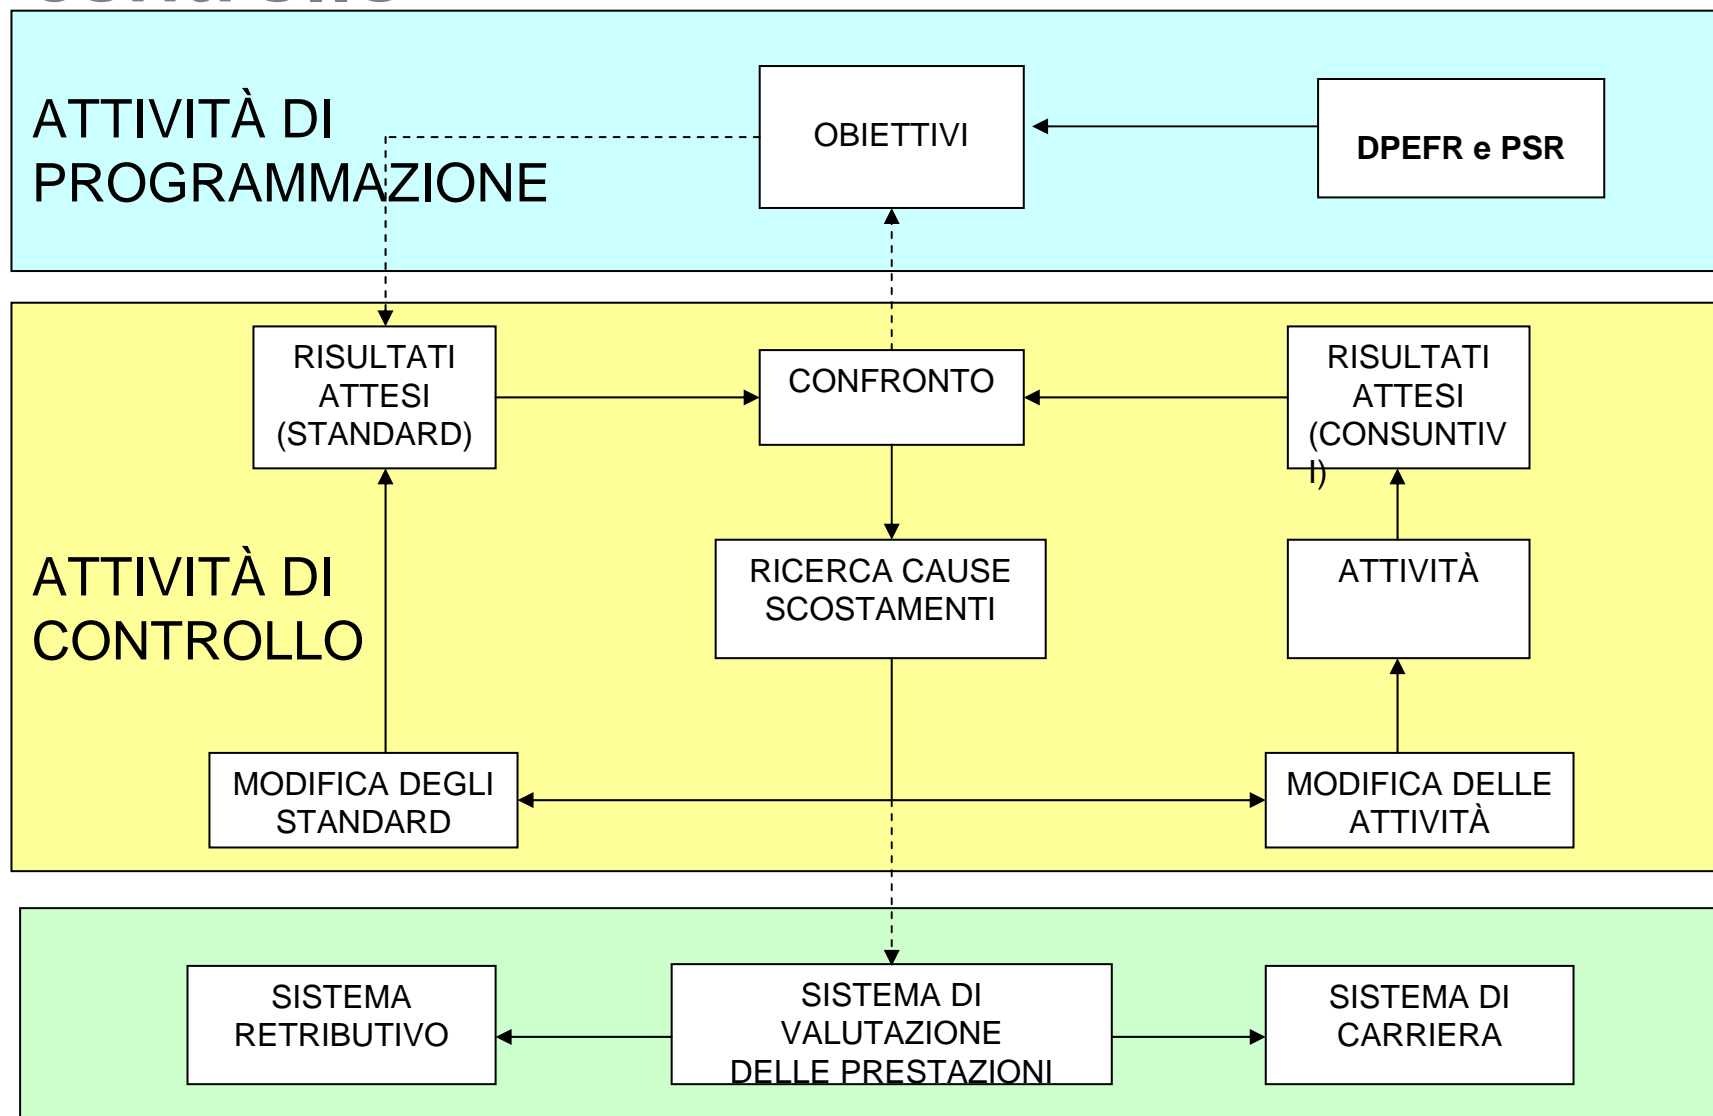 controllo
ATTIVITÀ DI
PROGRAMMAZIONE
OBIETTIVI
DPEFR e PSR
RISULTATI
ATTESI
(STANDARD)
CONFRONTO
RISULTATI
ATTESI
(CONSUNTIV
I)
ATTIVITÀ DI
CONTROLLO
RICERCA CAUSE
SCOSTAMENTI
ATTIVITÀ
MODIFICA DEGLI
STANDARD
MODIFICA DELLE
ATTIVITÀ
SISTEMA
RETRIBUTIVO
SISTEMA DI
VALUTAZIONE
DELLE PRESTAZIONI
SISTEMA DI
CARRIERA